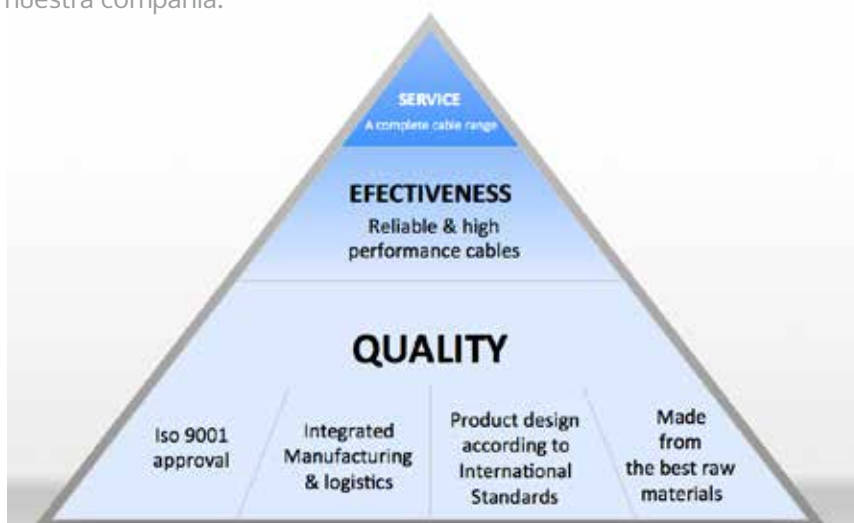 nuestra compañía.
SERVICE
A complete cable range
EFECTIVENESS
Reliable & high
performance cables
QUALITY
Iso 9001
approval
Integrated
Manufacturing
& logistics
Product design
according to
International
Standards
Made
from
the best raw
materials